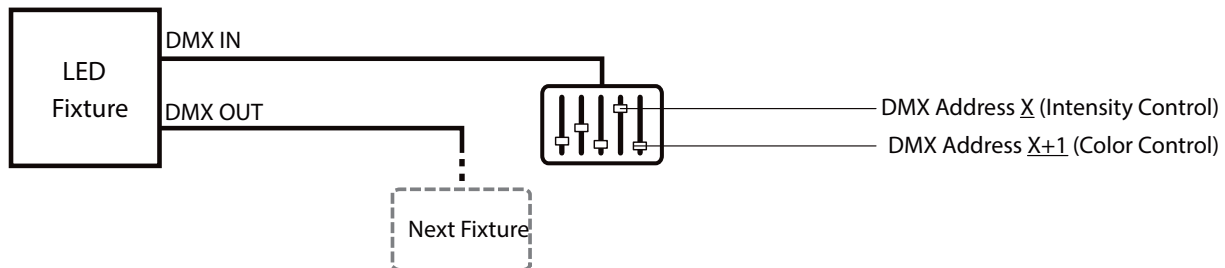 LED
Fixture
DMX IN
DMX OUT
Next Fixture
DMX Address X (Intensity Control)
DMX Address X+1 (Color Control)